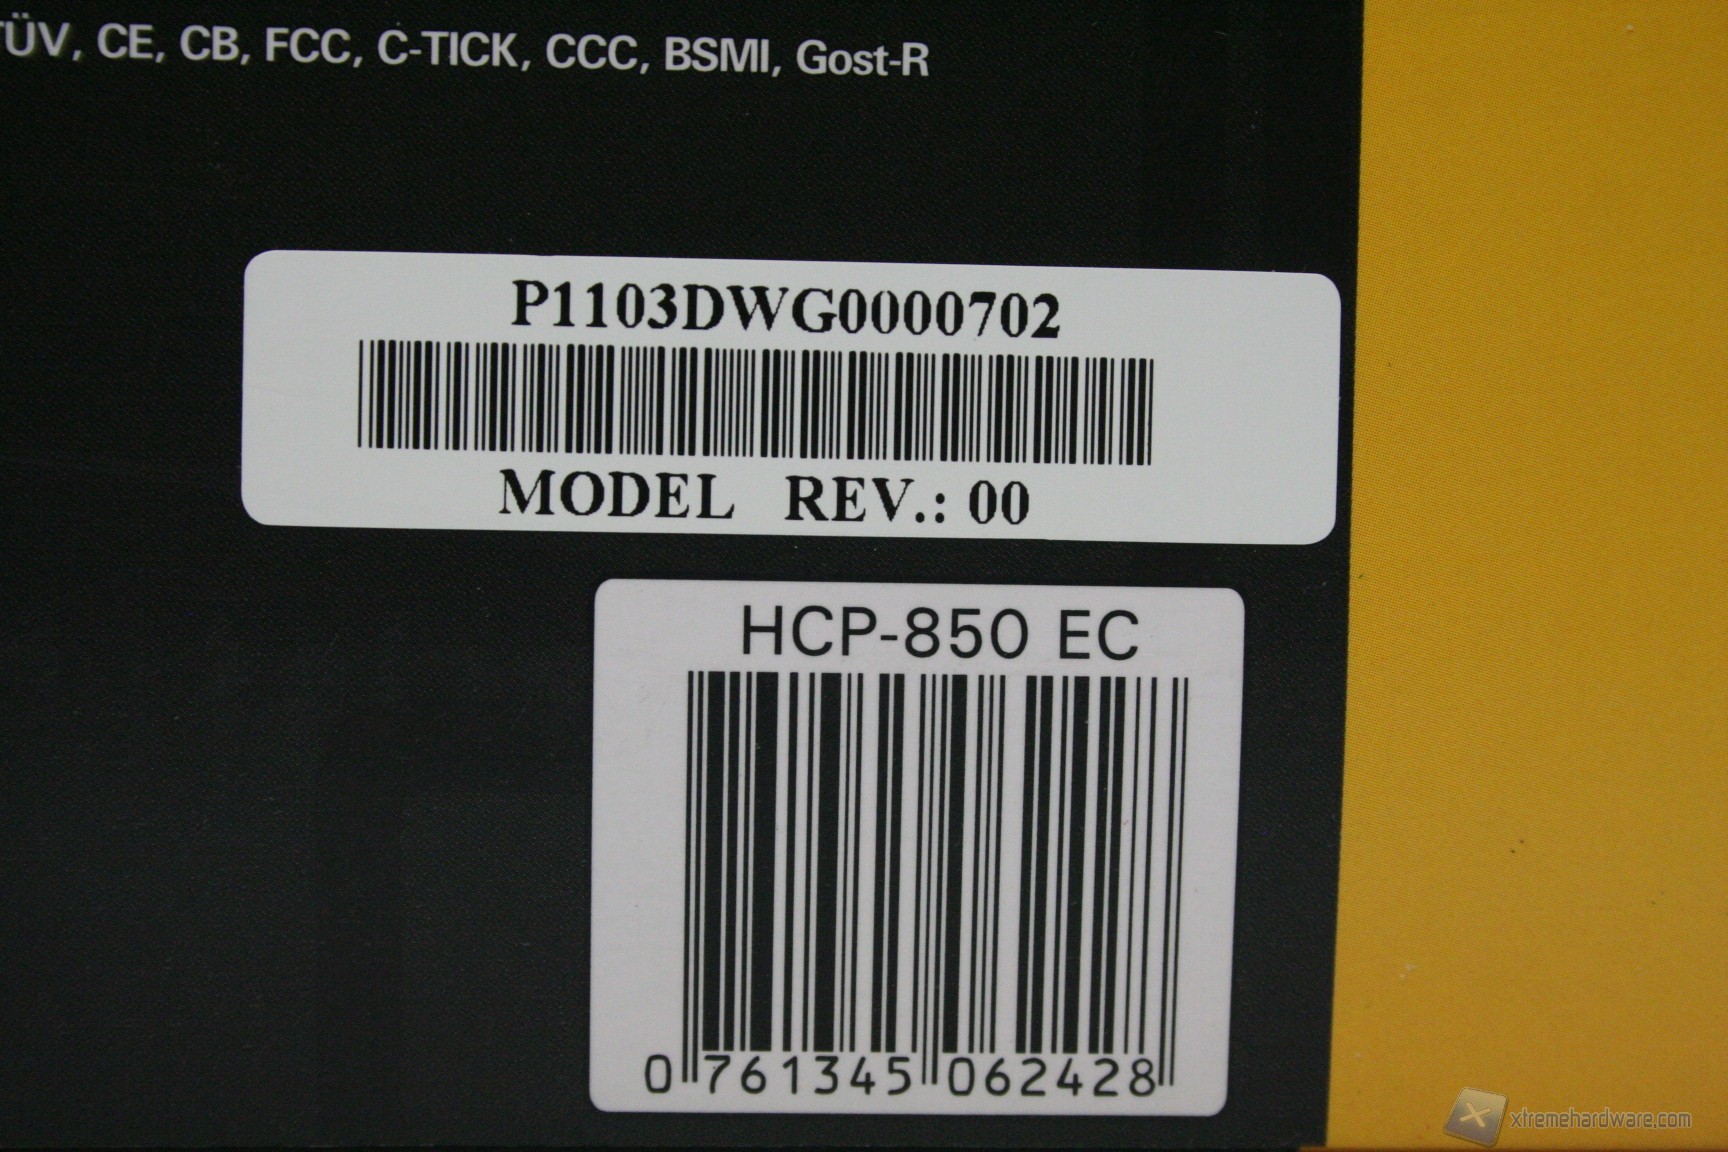 TÜV, CE, CB, FCC, C-TICK, CCC, BSMI, Gost-R
P1103DWG0000702
MODEL REV.: 00
HCP-850 EC
0 761345 062428
xtremehardware.com